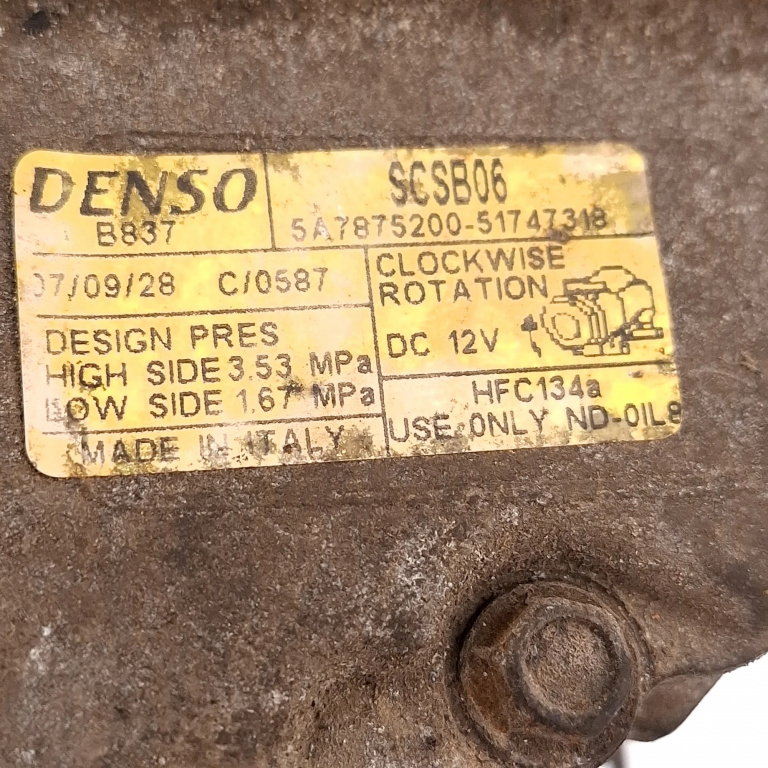 DENSO
B837
SCSB06
5A7875200-51747318
07/09/28 C/0587
CLOCKWISE
ROTATION
DC 12V
DESIGN PRES
HIGH SIDE 3.53 MPa
LOW SIDE 1.67 MPa
HFC134a
USE ONLY ND-OIL8
MADE IN ITALY